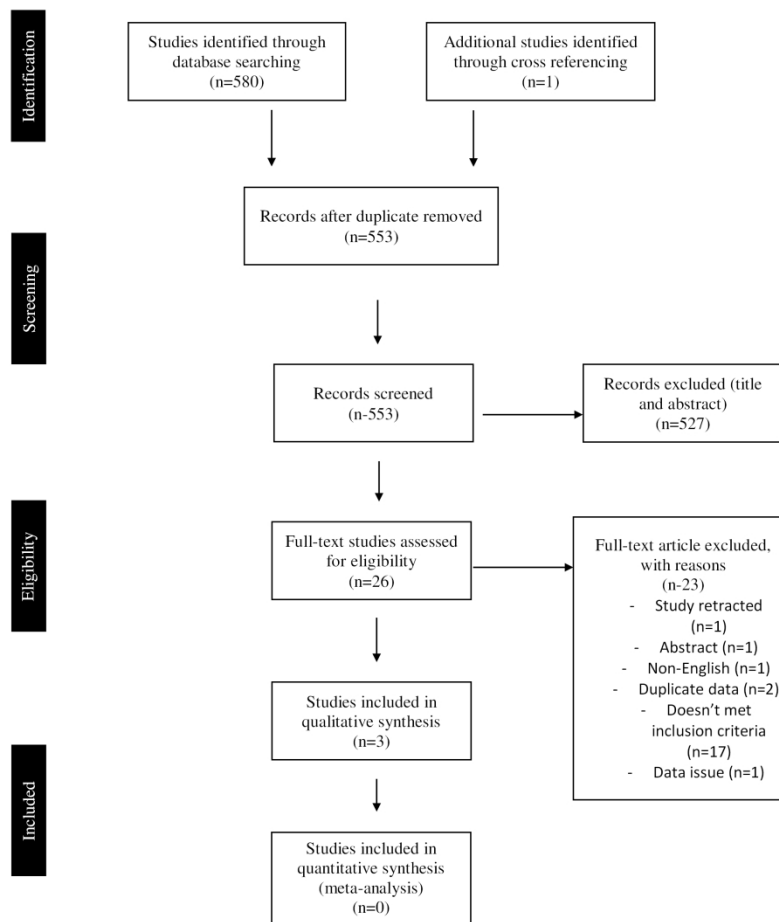 Identification
Studies identified through
database searching
(n=580)
Additional studies identified
through cross referencing
(n=1)
Records after duplicate removed
(n=553)
Screening
Records screened
(n-553)
Records excluded (title
and abstract)
(n=527)
Eligibility
Full-text studies assessed
for eligibility
(n=26)
Full-text article excluded,
with reasons
(n-23)
- Study retracted
(n=1)
- Abstract (n=1)
- Non-English (n=1)
- Duplicate data (n=2)
- Doesn’t met
inclusion criteria
(n=17)
- Data issue (n=1)
Studies included in
qualitative synthesis
(n=3)
Included
Studies included in
quantitative synthesis
(meta-analysis)
(n=0)